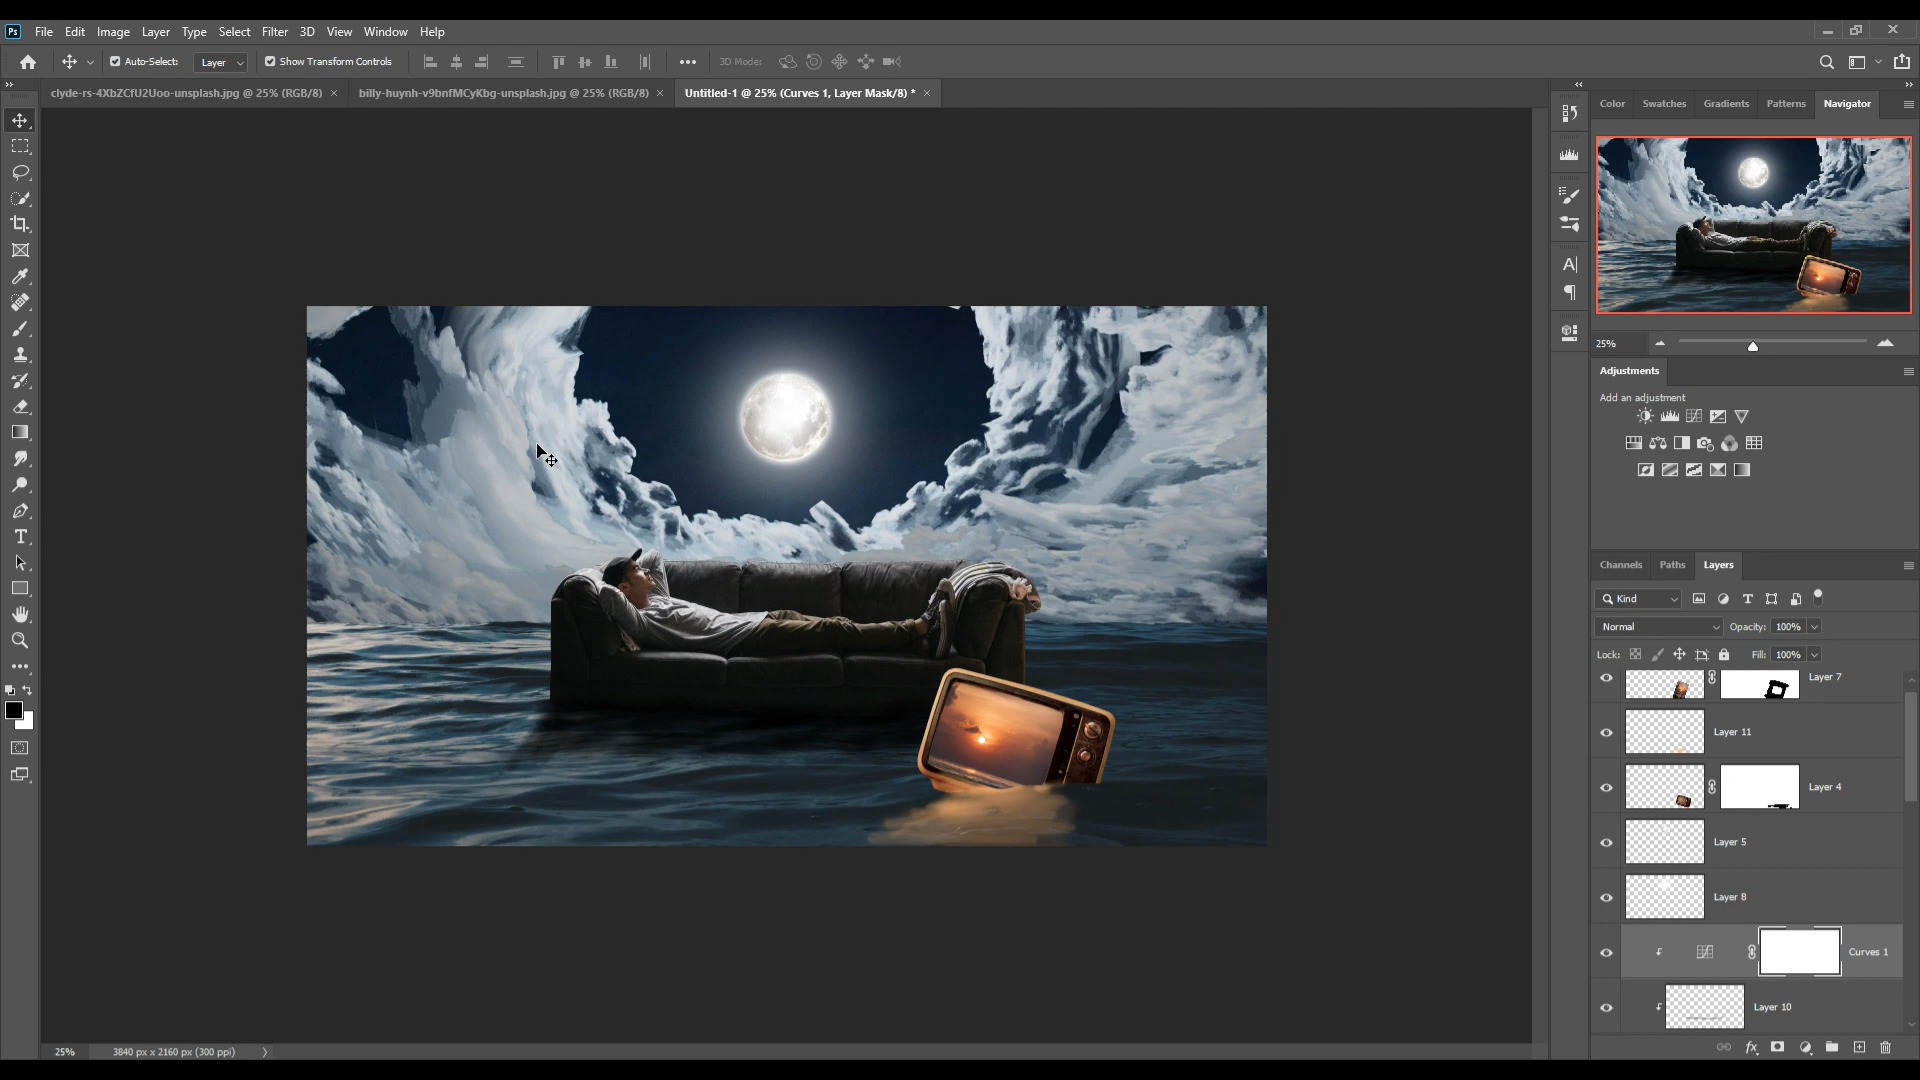 Ps File Edit Image Layer Type Select Filter 3D View Window Help
Auto-Select: Layer Show Transform Controls 3D Mode:
clyde-rs-4XbZCfU2Uoo-unsplash.jpg @ 25% (RGB/8) × billy-huynh-v9bnfMCyKbg-unsplash.jpg @ 25% (RGB/8) × Untitled-1 @ 25% (Curves 1, Layer Mask/8) * ×
Color Swatches Gradients Patterns Navigator
25%
Adjustments
Add an adjustment
Channels Paths Layers
Kind
Normal Opacity: 100%
Lock: Fill: 100%
Layer 7
Layer 11
Layer 4
Layer 5
Layer 8
Curves 1
Layer 10
25% 3840 px x 2160 px (300 ppi)